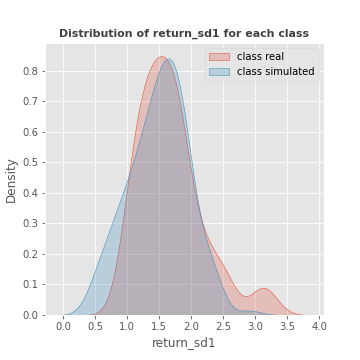 Distribution of return_sd1 for each class
class real
class simulated
0.8
0.7
0.6
0.5
0.4
0.3
0.2
0.1
0.0
Density
0.0 0.5 1.0 1.5 2.0 2.5 3.0 3.5 4.0
return_sd1